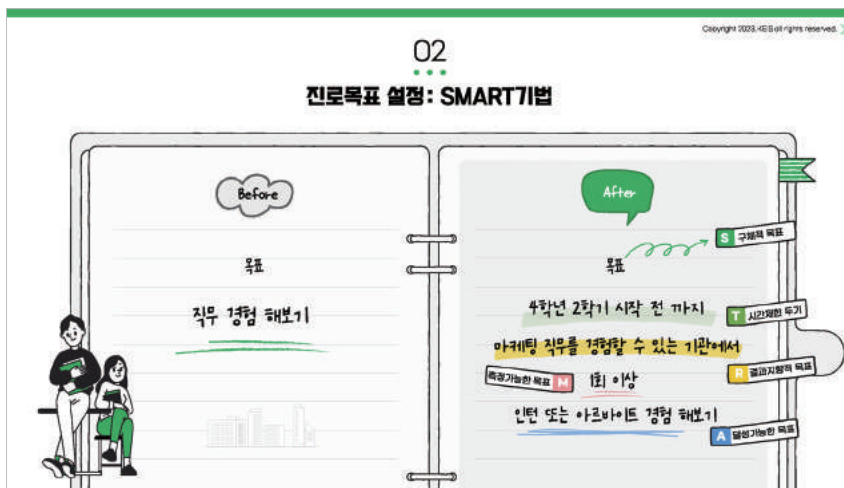 Copyright 2023. KEIS all rights reserved.
02
진로목표 설정: SMART기법
Before
목표
직무 경험 해보기
After
목표
S 구체적 목표
4학년 2학기 시작 전 까지
T 시간제한 두기
마케팅 직무를 경험할 수 있는 기관에서
R 결과지향적 목표
측정가능한 목표 M 1회 이상
인턴 또는 아르바이트 경험 해보기
A 달성가능한 목표